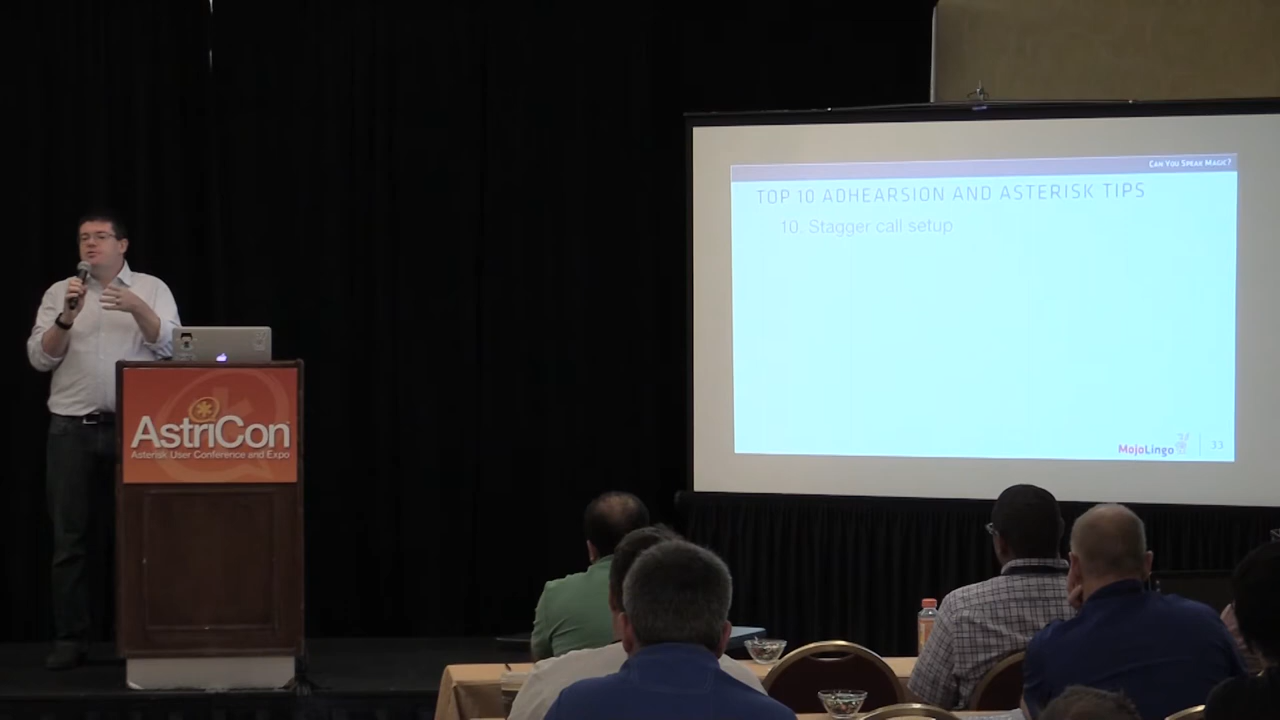 CAN YOU SPEAK MAGIC?
TOP 10 ADHEARSION AND ASTERISK TIPS
10. Stagger call setup
MojoLingo
33
AstriCon
Asterisk User Conference and Expo